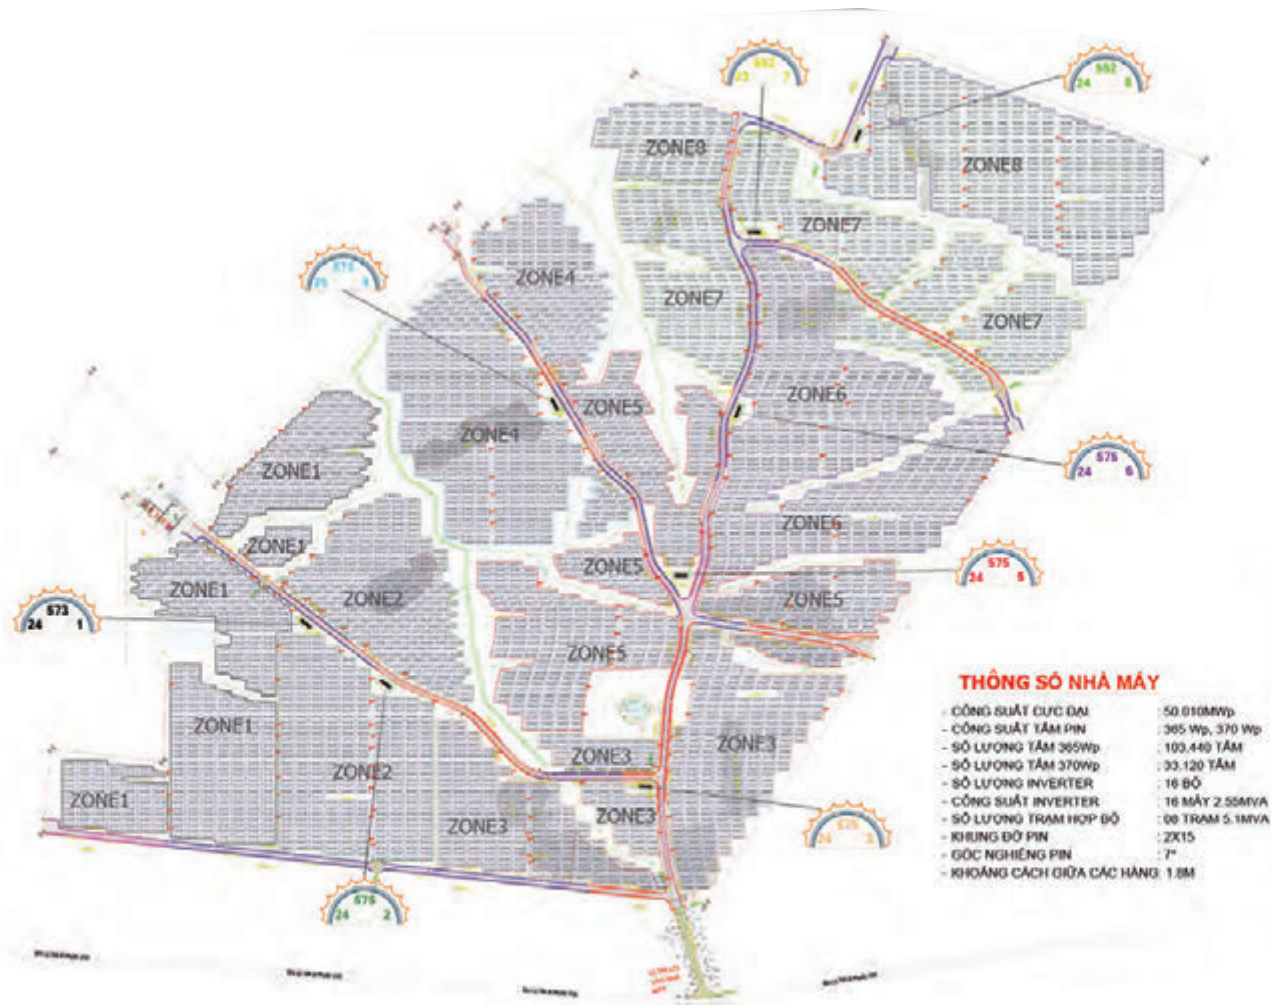 552
24 8
ZONE8
ZONE8
ZONE7
ZONE4
ZONE7
ZONE7
ZONE5
ZONE6
ZONE4
ZONE1
575
24 6
ZONE6
ZONE1
ZONE5
575
24 5
ZONE1
ZONE2
ZONE5
573
24 1
ZONE5
ZONE1
ZONE3
ZONE3
ZONE2
ZONE1
ZONE3
ZONE3
576
24 2
THÔNG SỐ NHÀ MÁY
- CÔNG SUẤT CỰC ĐẠI : 50.010MWp
- CÔNG SUẤT TẤM PIN : 365 Wp, 370 Wp
- SỐ LƯỢNG TẤM 365Wp : 103.440 TẤM
- SỐ LƯỢNG TẤM 370Wp : 33.120 TẤM
- SỐ LƯỢNG INVERTER : 16 BỘ
- CÔNG SUẤT INVERTER : 16 MÁY 2.55MVA
- SỐ LƯỢNG TRẠM HỢP BỘ : 08 TRẠM 5.1MVA
- KHUNG ĐỠ PIN : 2X15
- GÓC NGHIÊNG PIN : 7°
- KHOẢNG CÁCH GIỮA CÁC HÀNG: 1.8M